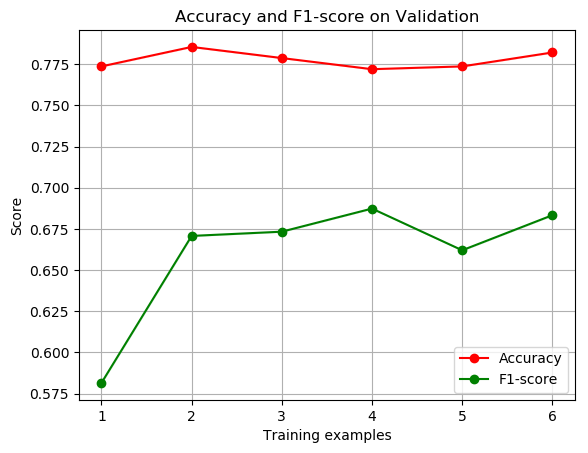 Accuracy and F1-score on Validation
Score
0.775
0.750
0.725
0.700
0.675
0.650
0.625
0.600
0.575
Accuracy
F1-score
1 2 3 4 5 6
Training examples